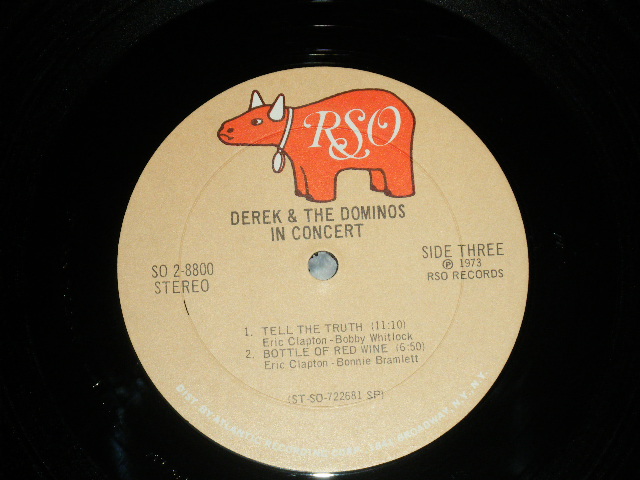 RSO
DEREK & THE DOMINOS
IN CONCERT
SO 2-8800
STEREO
SIDE THREE
℗ 1973
RSO RECORDS
1. TELL THE TRUTH (11:10)
Eric Clapton-Bobby Whitlock
2. BOTTLE OF RED WINE (6:50)
Eric Clapton-Bonnie Bramlett
(ST-SO-722681 SP)
DIST. BY ATLANTIC RECORDING CORP. 1841 BROADWAY, N.Y., N.Y.